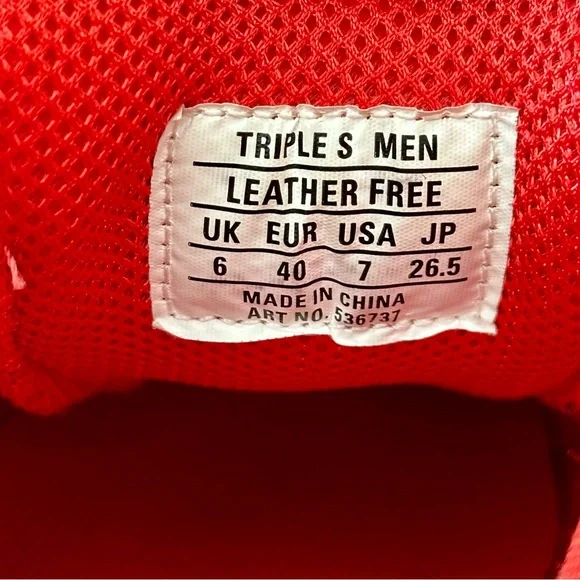 TRIPLE S MEN
LEATHER FREE
UK EUR USA JP
6 40 7 26.5
MADE IN CHINA
ART NO. 536737